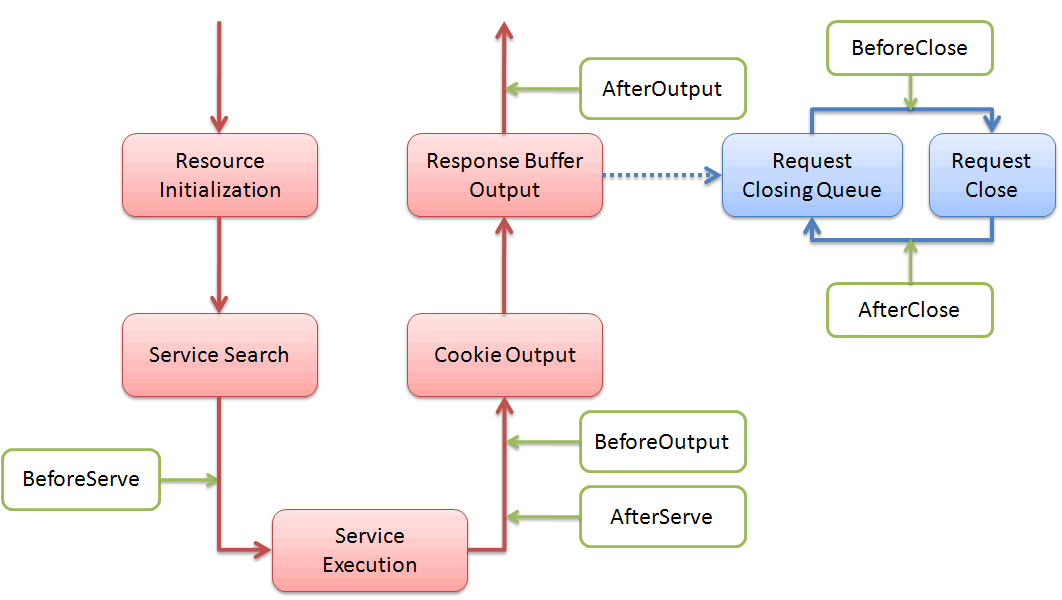 BeforeClose
AfterOutput
Resource
Initialization
Response Buffer
Output
Request
Closing Queue
Request
Close
AfterClose
Service Search
Cookie Output
BeforeOutput
BeforeServe
AfterServe
Service
Execution